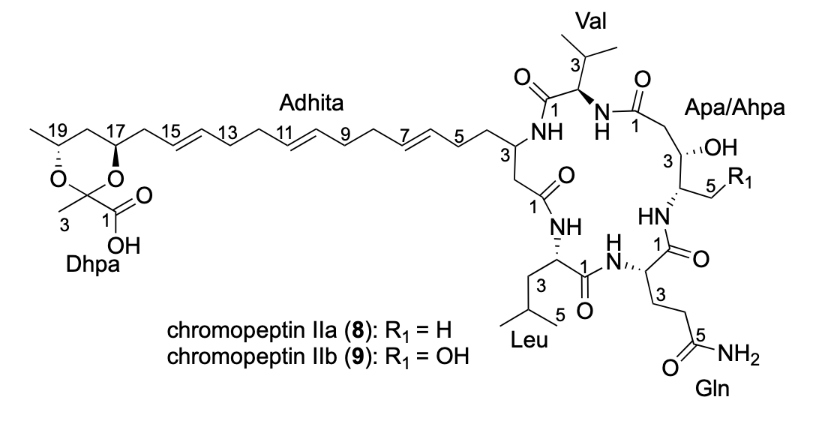 Val
3
O
1
N
H
O
1
Apa/Ahpa
NH
3
OH
5
R1
HN
Adhita
19
17
15
13
11
9
7
5
3
O
O
O
1
OH
3
Dhpa
O
1
NH
H
N
1
O
1
O
3
5
Leu
3
5
O
NH2
Gln
chromopeptin IIa (8): R1 = H
chromopeptin IIb (9): R1 = OH